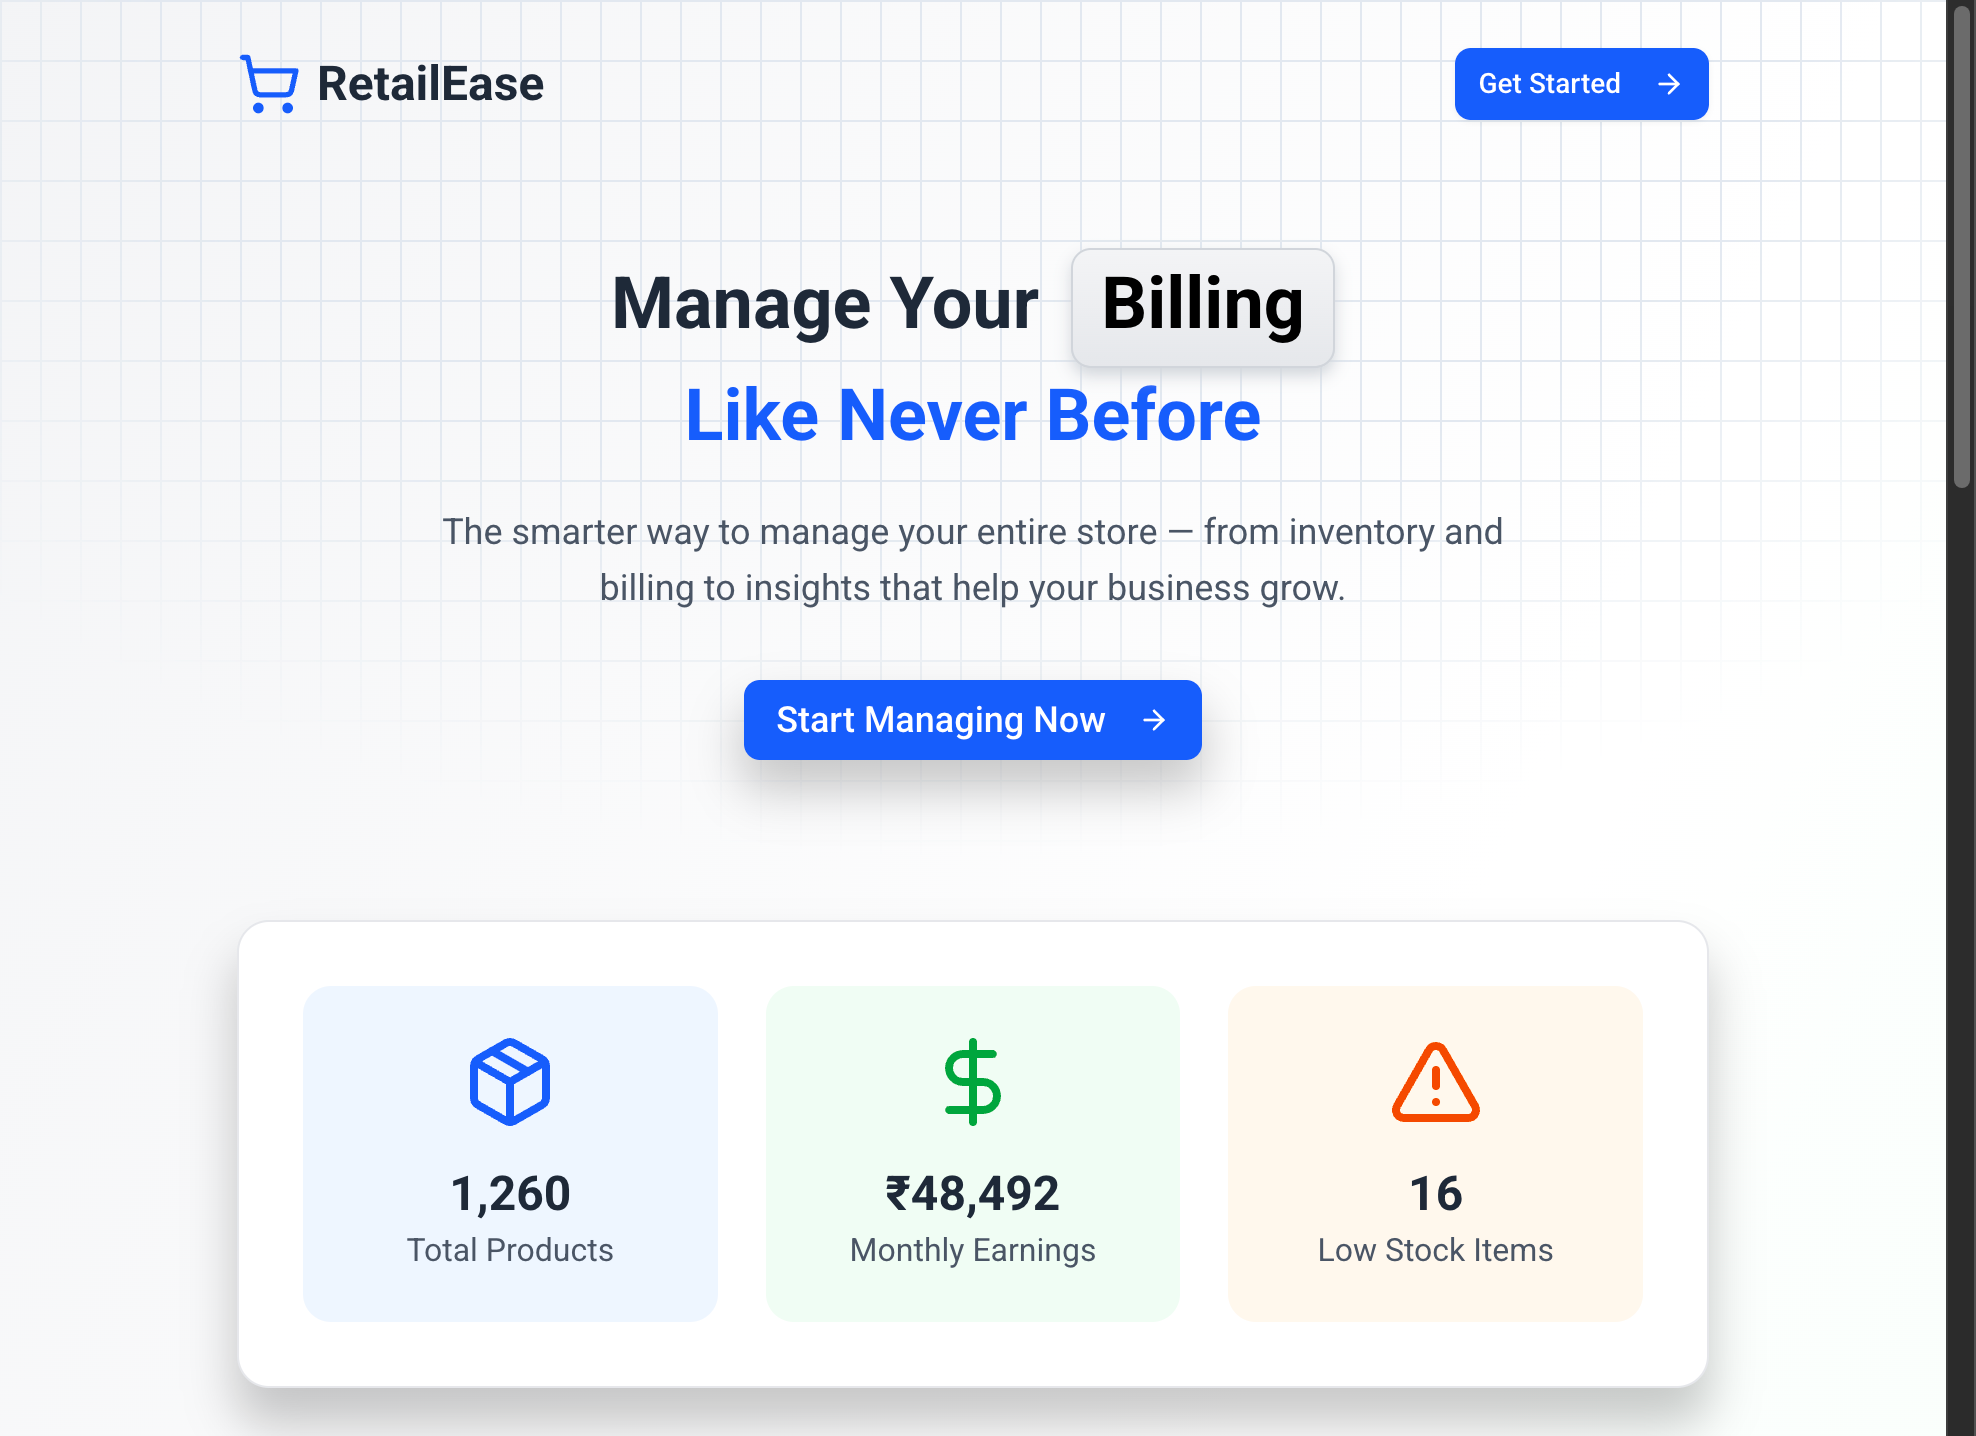 RetailEase
Get Started
Manage Your Billing
Like Never Before
The smarter way to manage your entire store — from inventory and
billing to insights that help your business grow.
Start Managing Now
1,260
Total Products
₹48,492
Monthly Earnings
16
Low Stock Items